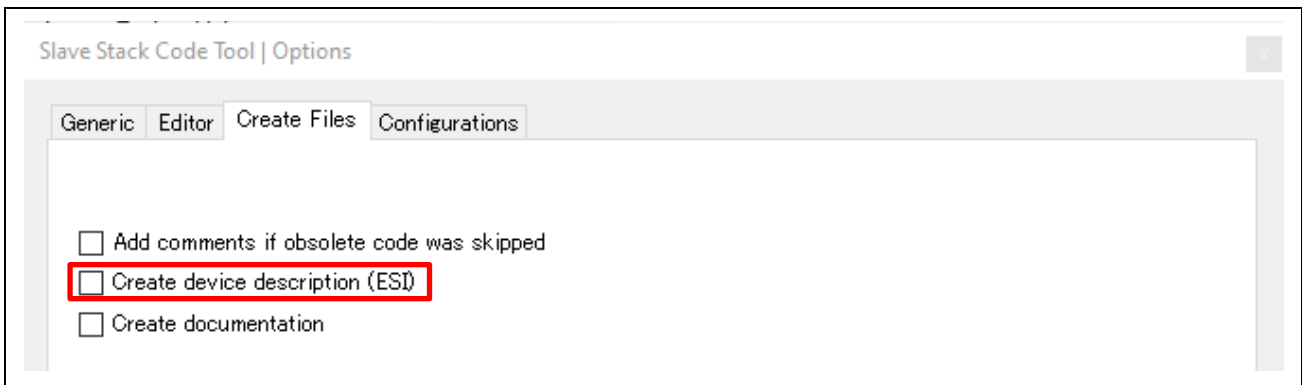 Slave Stack Code Tool | Options
x
Generic Editor Create Files Configurations
Add comments if obsolete code was skipped
Create device description (ESI)
Create documentation